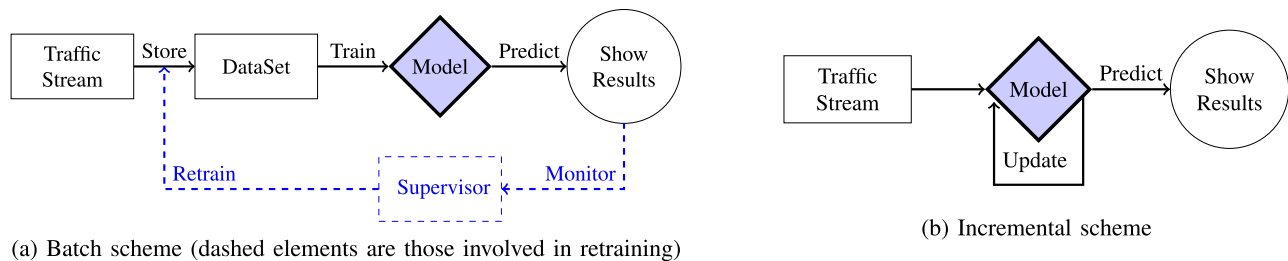 Traffic
Stream
Store
DataSet
Train
Model
Predict
Show
Results
Retrain
Supervisor
Monitor
(a) Batch scheme (dashed elements are those involved in retraining)
Traffic
Stream
Model
Predict
Show
Results
Update
(b) Incremental scheme